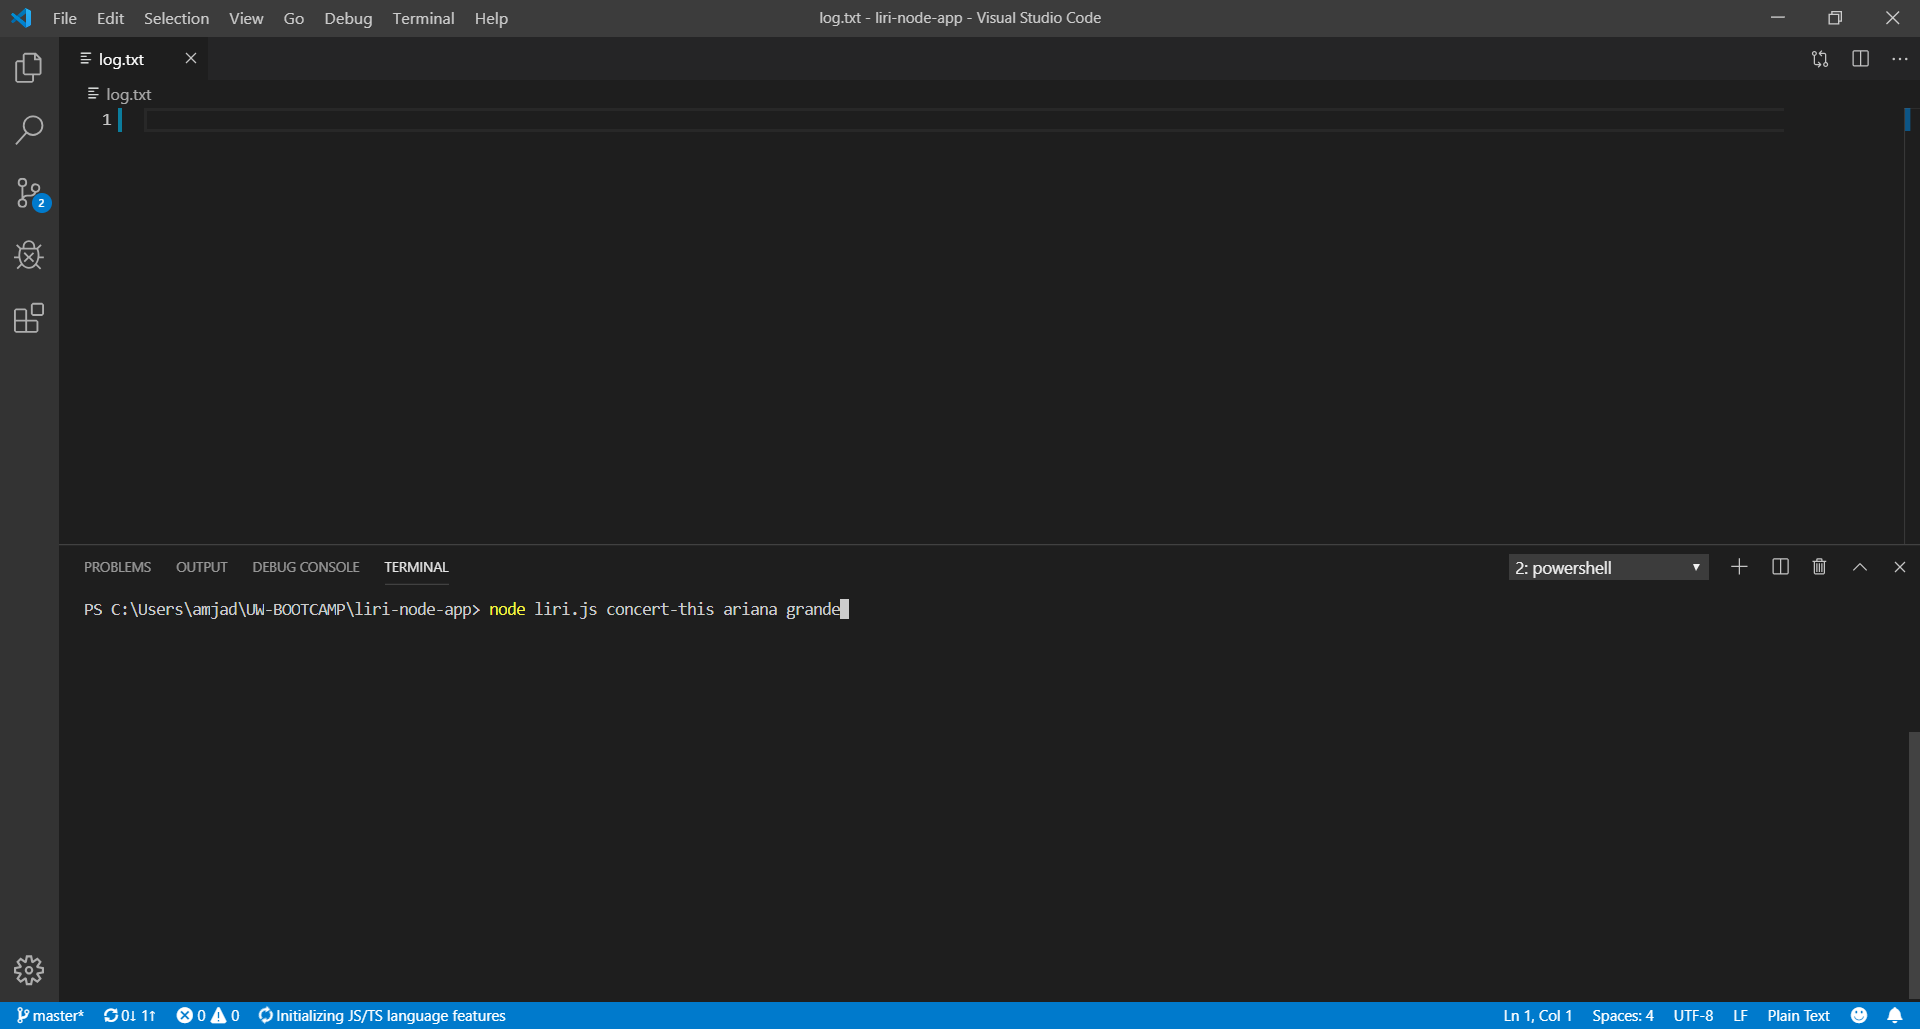 File Edit Selection View Go Debug Terminal Help
log.txt - liri-node-app - Visual Studio Code
log.txt
log.txt
1
2
PROBLEMS OUTPUT DEBUG CONSOLE TERMINAL
2: powershell
PS C:\Users\amjad\UW-BOOTCAMP\liri-node-app> node liri.js concert-this ariana grande
master* 0↓ 1↑ 0 0 Initializing JS/TS language features
Ln 1, Col 1 Spaces: 4 UTF-8 LF Plain Text